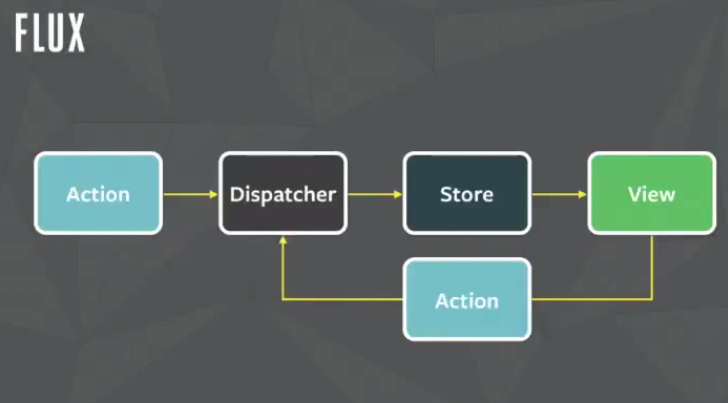 FLUX
Action
Dispatcher
Store
View
Action